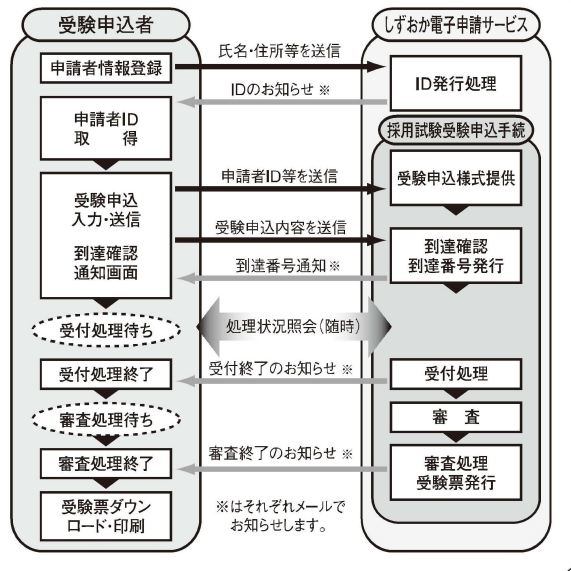 受験申込者
しずおか電子申請サービス
氏名・住所等を送信
申請者情報登録
ID発行処理
IDのお知らせ ※
申請者ID
取 得
採用試験受験申込手続
申請者ID等を送信
受験申込様式提供
受験申込
入力・送信
受験申込内容を送信
到達確認
通知画面
到達確認
到達番号発行
到達番号通知※
受付処理待ち
処理状況照会(随時)
受付処理終了
受付終了のお知らせ ※
受付処理
審査処理待ち
審 査
審査処理終了
審査終了のお知らせ ※
審査処理
受験票発行
受験票ダウン
ロード・印刷
※はそれぞれメールで
お知らせします。